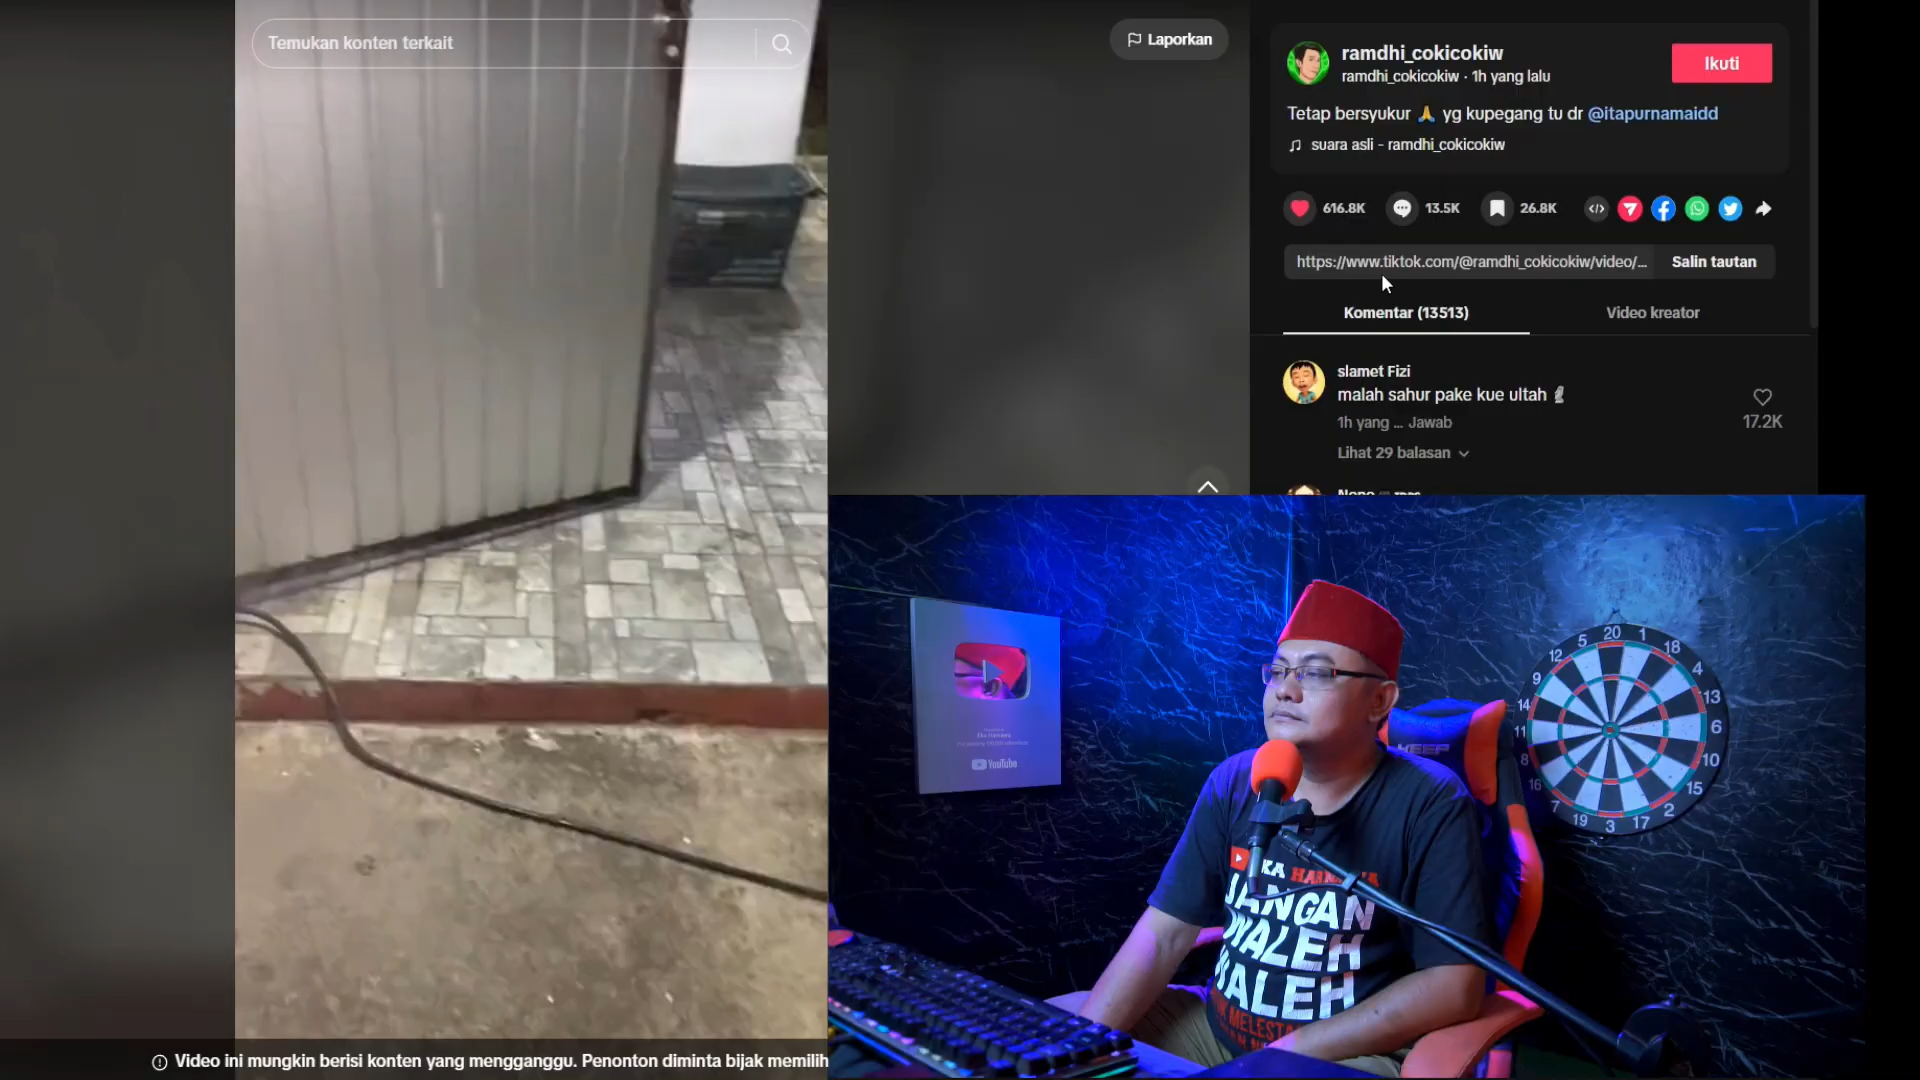 Temukan konten terkait
Laporkan
ramdhi_cokicokiw
ramdhi_cokicokiw · 1h yang lalu
Ikuti
Tetap bersyukur 🙏 yg kupegang tu dr @itapurnamaidd
suara asli - ramdhi_cokicokiw
616.8K
13.5K
26.8K
https://www.tiktok.com/@ramdhi_cokicokiw/video/...
Salin tautan
Komentar (13513)
Video kreator
slamet Fizi
malah sahur pake kue ultah 🗿
1h yang ... Jawab
17.2K
Lihat 29 balasan
YouTube
KEEP
JANGAN
WALEH
WALEH
20 1 18 4 13 6 10 15 2 17 3 19 7 16 8 11 14 9 12 5
Video ini mungkin berisi konten yang mengganggu. Penonton diminta bijak memilih